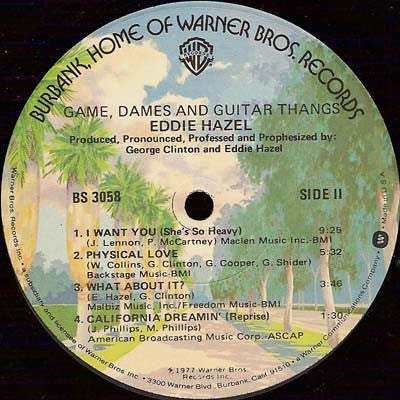 BURBANK, HOME OF WARNER BROS. RECORDS
WB
GAME, DAMES AND GUITAR THANGS
EDDIE HAZEL
Produced, Pronounced, Professed and Prophesized by:
George Clinton and Eddie Hazel
BS 3058
SIDE II
1. I WANT YOU (She's So Heavy) 9:25
(J. Lennon, P. McCartney) Maclen Music Inc.-BMI
2. PHYSICAL LOVE 5:32
(W. Collins, G. Clinton, G. Cooper, G. Shider)
Backstage Music-BMI
3. WHAT ABOUT IT? 3:46
(E. Hazel, G. Clinton)
Malbiz Music, Inc./Freedom Music-BMI
4. CALIFORNIA DREAMIN' (Reprise) 1:30
(J. Phillips, M. Phillips)
American Broadcasting Music Corp.-ASCAP
℗1977 Warner Bros.
Records Inc.
Warner Bros. Records Inc., a subsidiary and licensee of Warner Bros. Inc. • 3300 Warner Blvd., Burbank, Calif. 91510 • a Warner Communications Company.
Made in U.S.A.